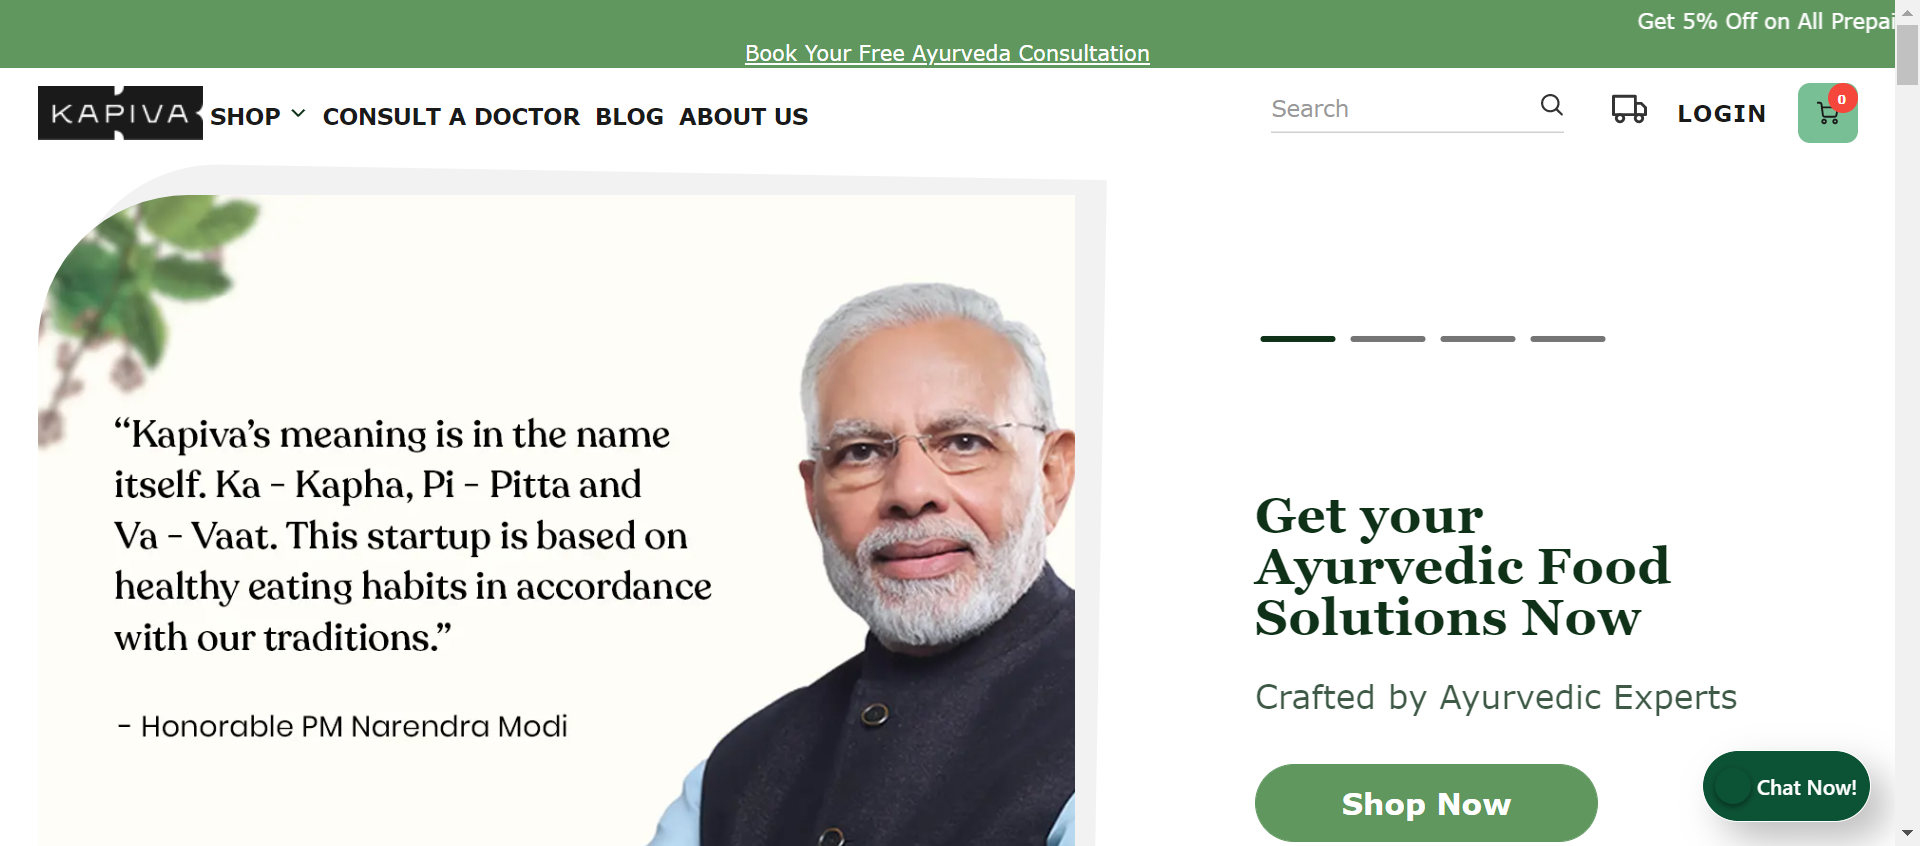 Get 5% Off on All Prepai
Book Your Free Ayurveda Consultation
KAPIVA
SHOP CONSULT A DOCTOR BLOG ABOUT US
Search
LOGIN
0
“Kapiva’s meaning is in the name
itself. Ka - Kapha, Pi - Pitta and
Va - Vaat. This startup is based on
healthy eating habits in accordance
with our traditions.”
- Honorable PM Narendra Modi
Get your
Ayurvedic Food
Solutions Now
Crafted by Ayurvedic Experts
Shop Now
Chat Now!